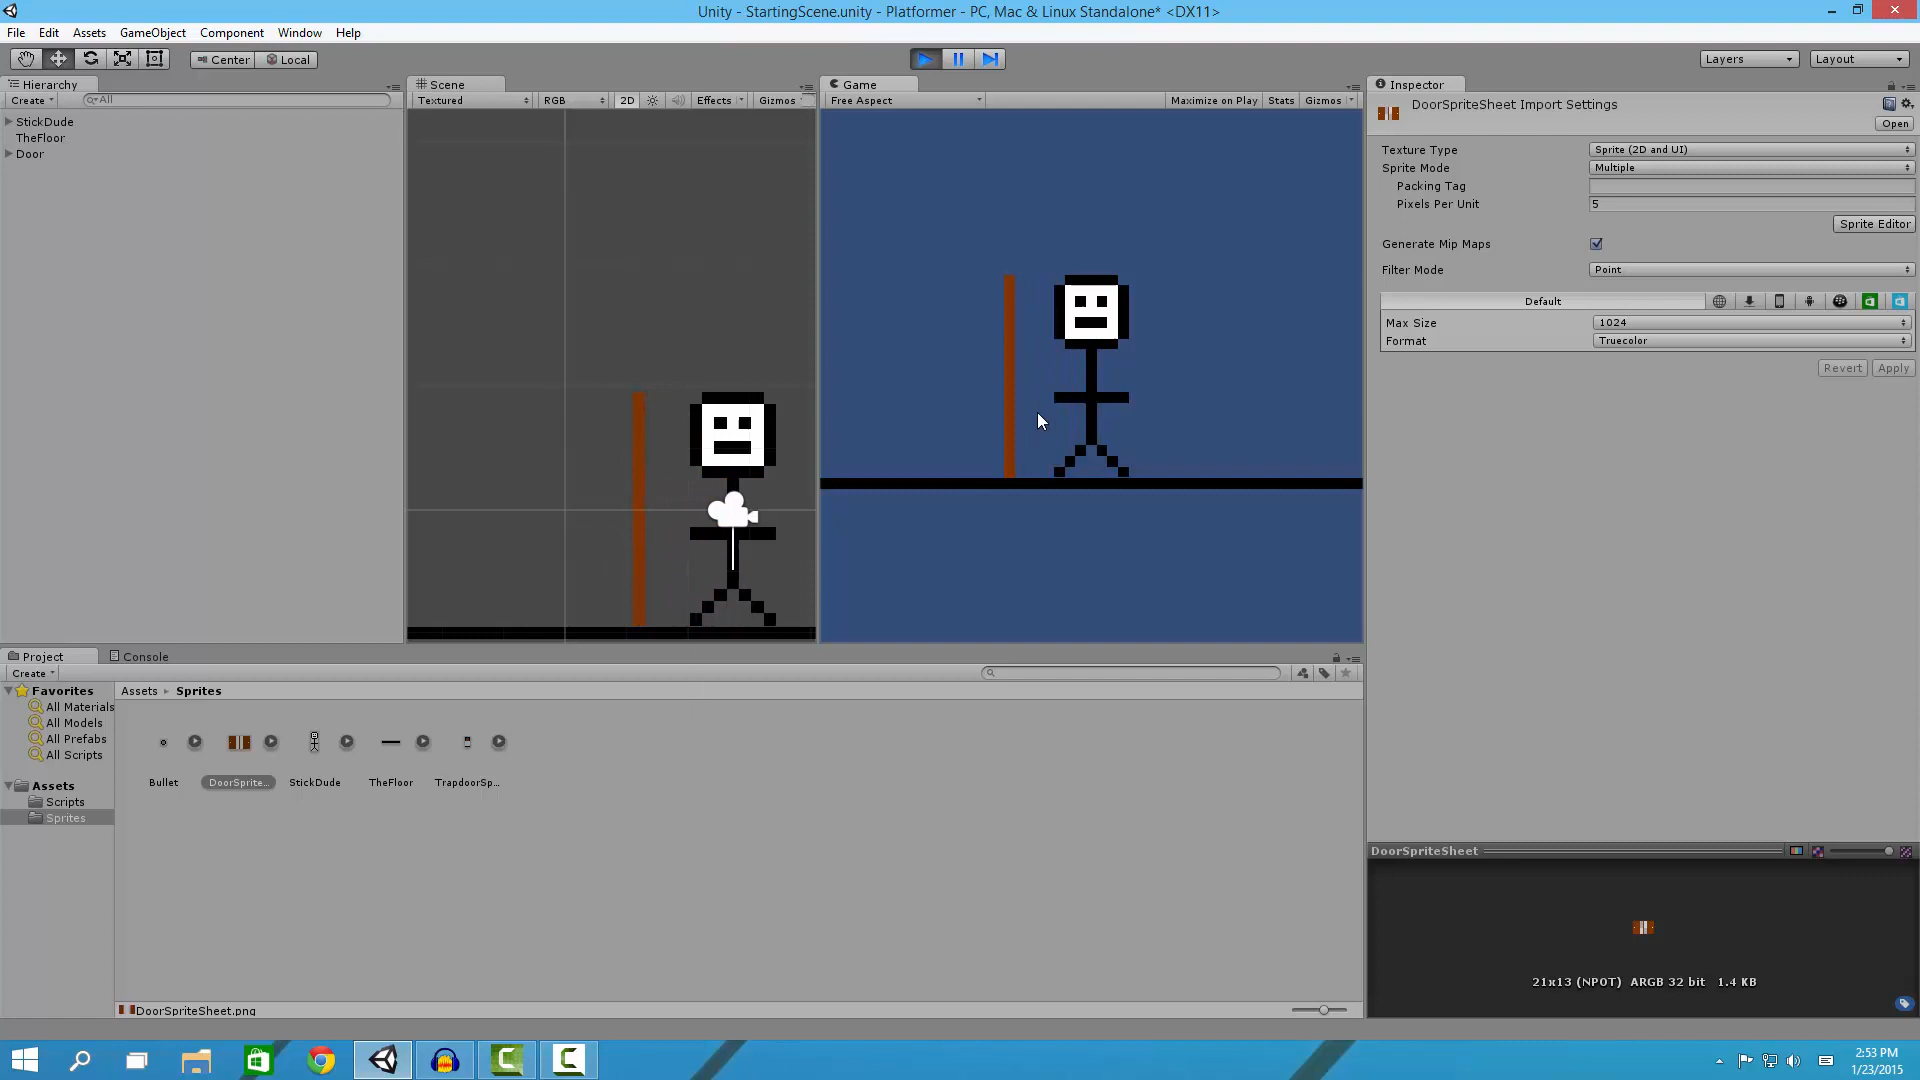 Unity - StartingScene.unity - Platformer - PC, Mac & Linux Standalone* <DX11>
File Edit Assets GameObject Component Window Help
Center Local Layers Layout
Hierarchy
Create All
StickDude
TheFloor
Door
Scene
Textured RGB 2D Effects Gizmos
Game
Free Aspect Maximize on Play Stats Gizmos
Inspector
DoorSpriteSheet Import Settings
Open
Texture Type Sprite (2D and UI)
Sprite Mode Multiple
Packing Tag
Pixels Per Unit 5
Sprite Editor
Generate Mip Maps
Filter Mode Point
Default
Max Size 1024
Format Truecolor
Revert Apply
Project Console
Create
Favorites
All Materials
All Models
All Prefabs
All Scripts
Assets
Scripts
Sprites
Assets Sprites
Bullet DoorSprite... StickDude TheFloor TrapdoorSp...
DoorSpriteSheet.png
DoorSpriteSheet
21x13 (NPOT) ARGB 32 bit 1.4 KB
2:53 PM
1/23/2015